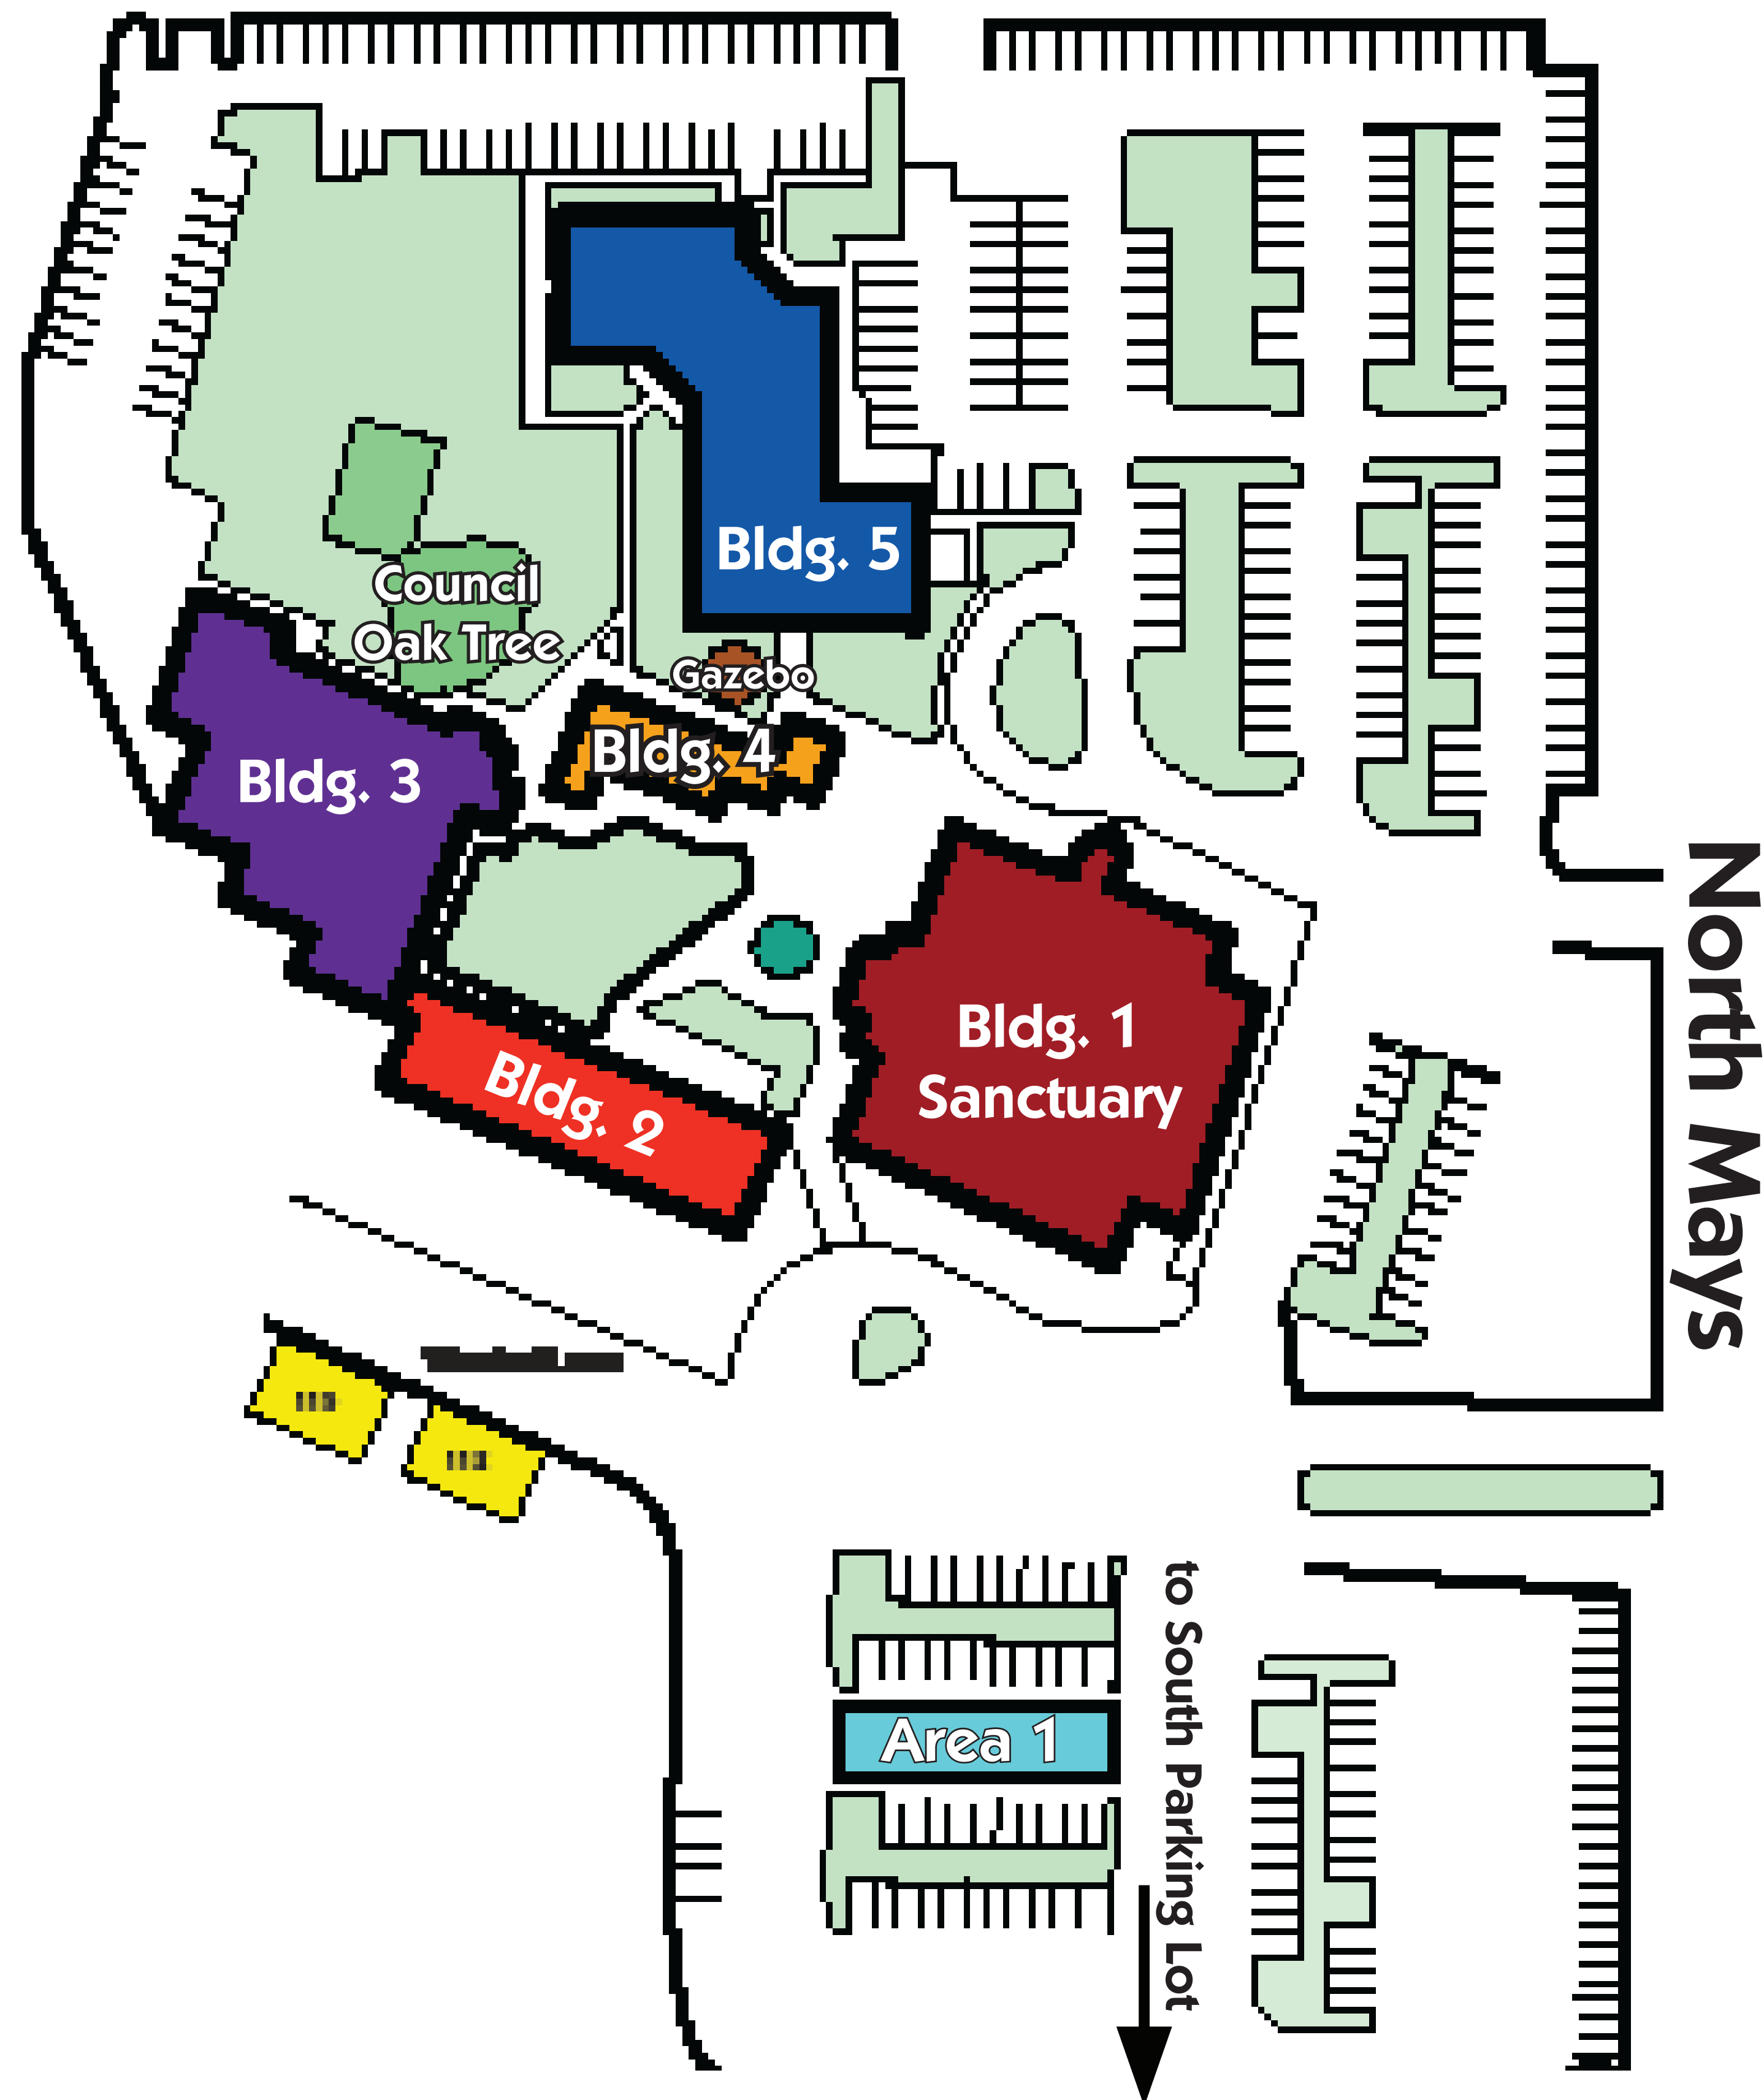 Bldg. 5
Council
Oak Tree
Gazebo
Bldg. 4
Bldg. 3
North Mays
Bldg. 1
Sanctuary
Bldg. 2
to South Parking Lot
Area 1